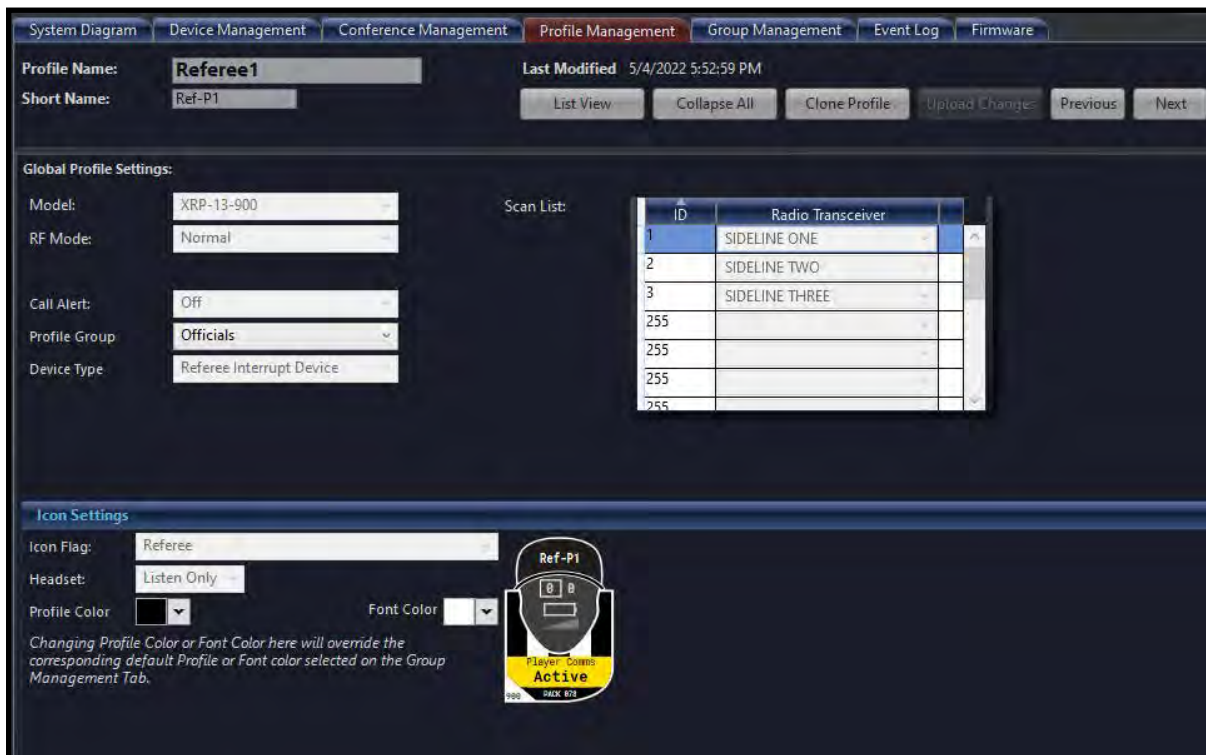 System Diagram Device Management Conference Management Profile Management Group Management Event Log Firmware
Profile Name: Referee1 Last Modified 5/4/2022 5:52:59 PM
Short Name: Ref-P1 List View Collapse All Clone Profile Upload Changes Previous Next
Global Profile Settings:
Model: XRP-13-900 Scan List: ID Radio Transceiver
RF Mode: Normal 1 SIDELINE ONE
2 SIDELINE TWO
Call Alert: Off 3 SIDELINE THREE
Profile Group Officials 255
255
Device Type Referee Interrupt Device 255
255
Icon Settings
Icon Flag: Referee
Headset: Listen Only
Profile Color Font Color
Changing Profile Color or Font Color here will override the
corresponding default Profile or Font color selected on the Group
Management Tab.
Ref-P1
0 0
Player Comms
Active
900 PACK 078